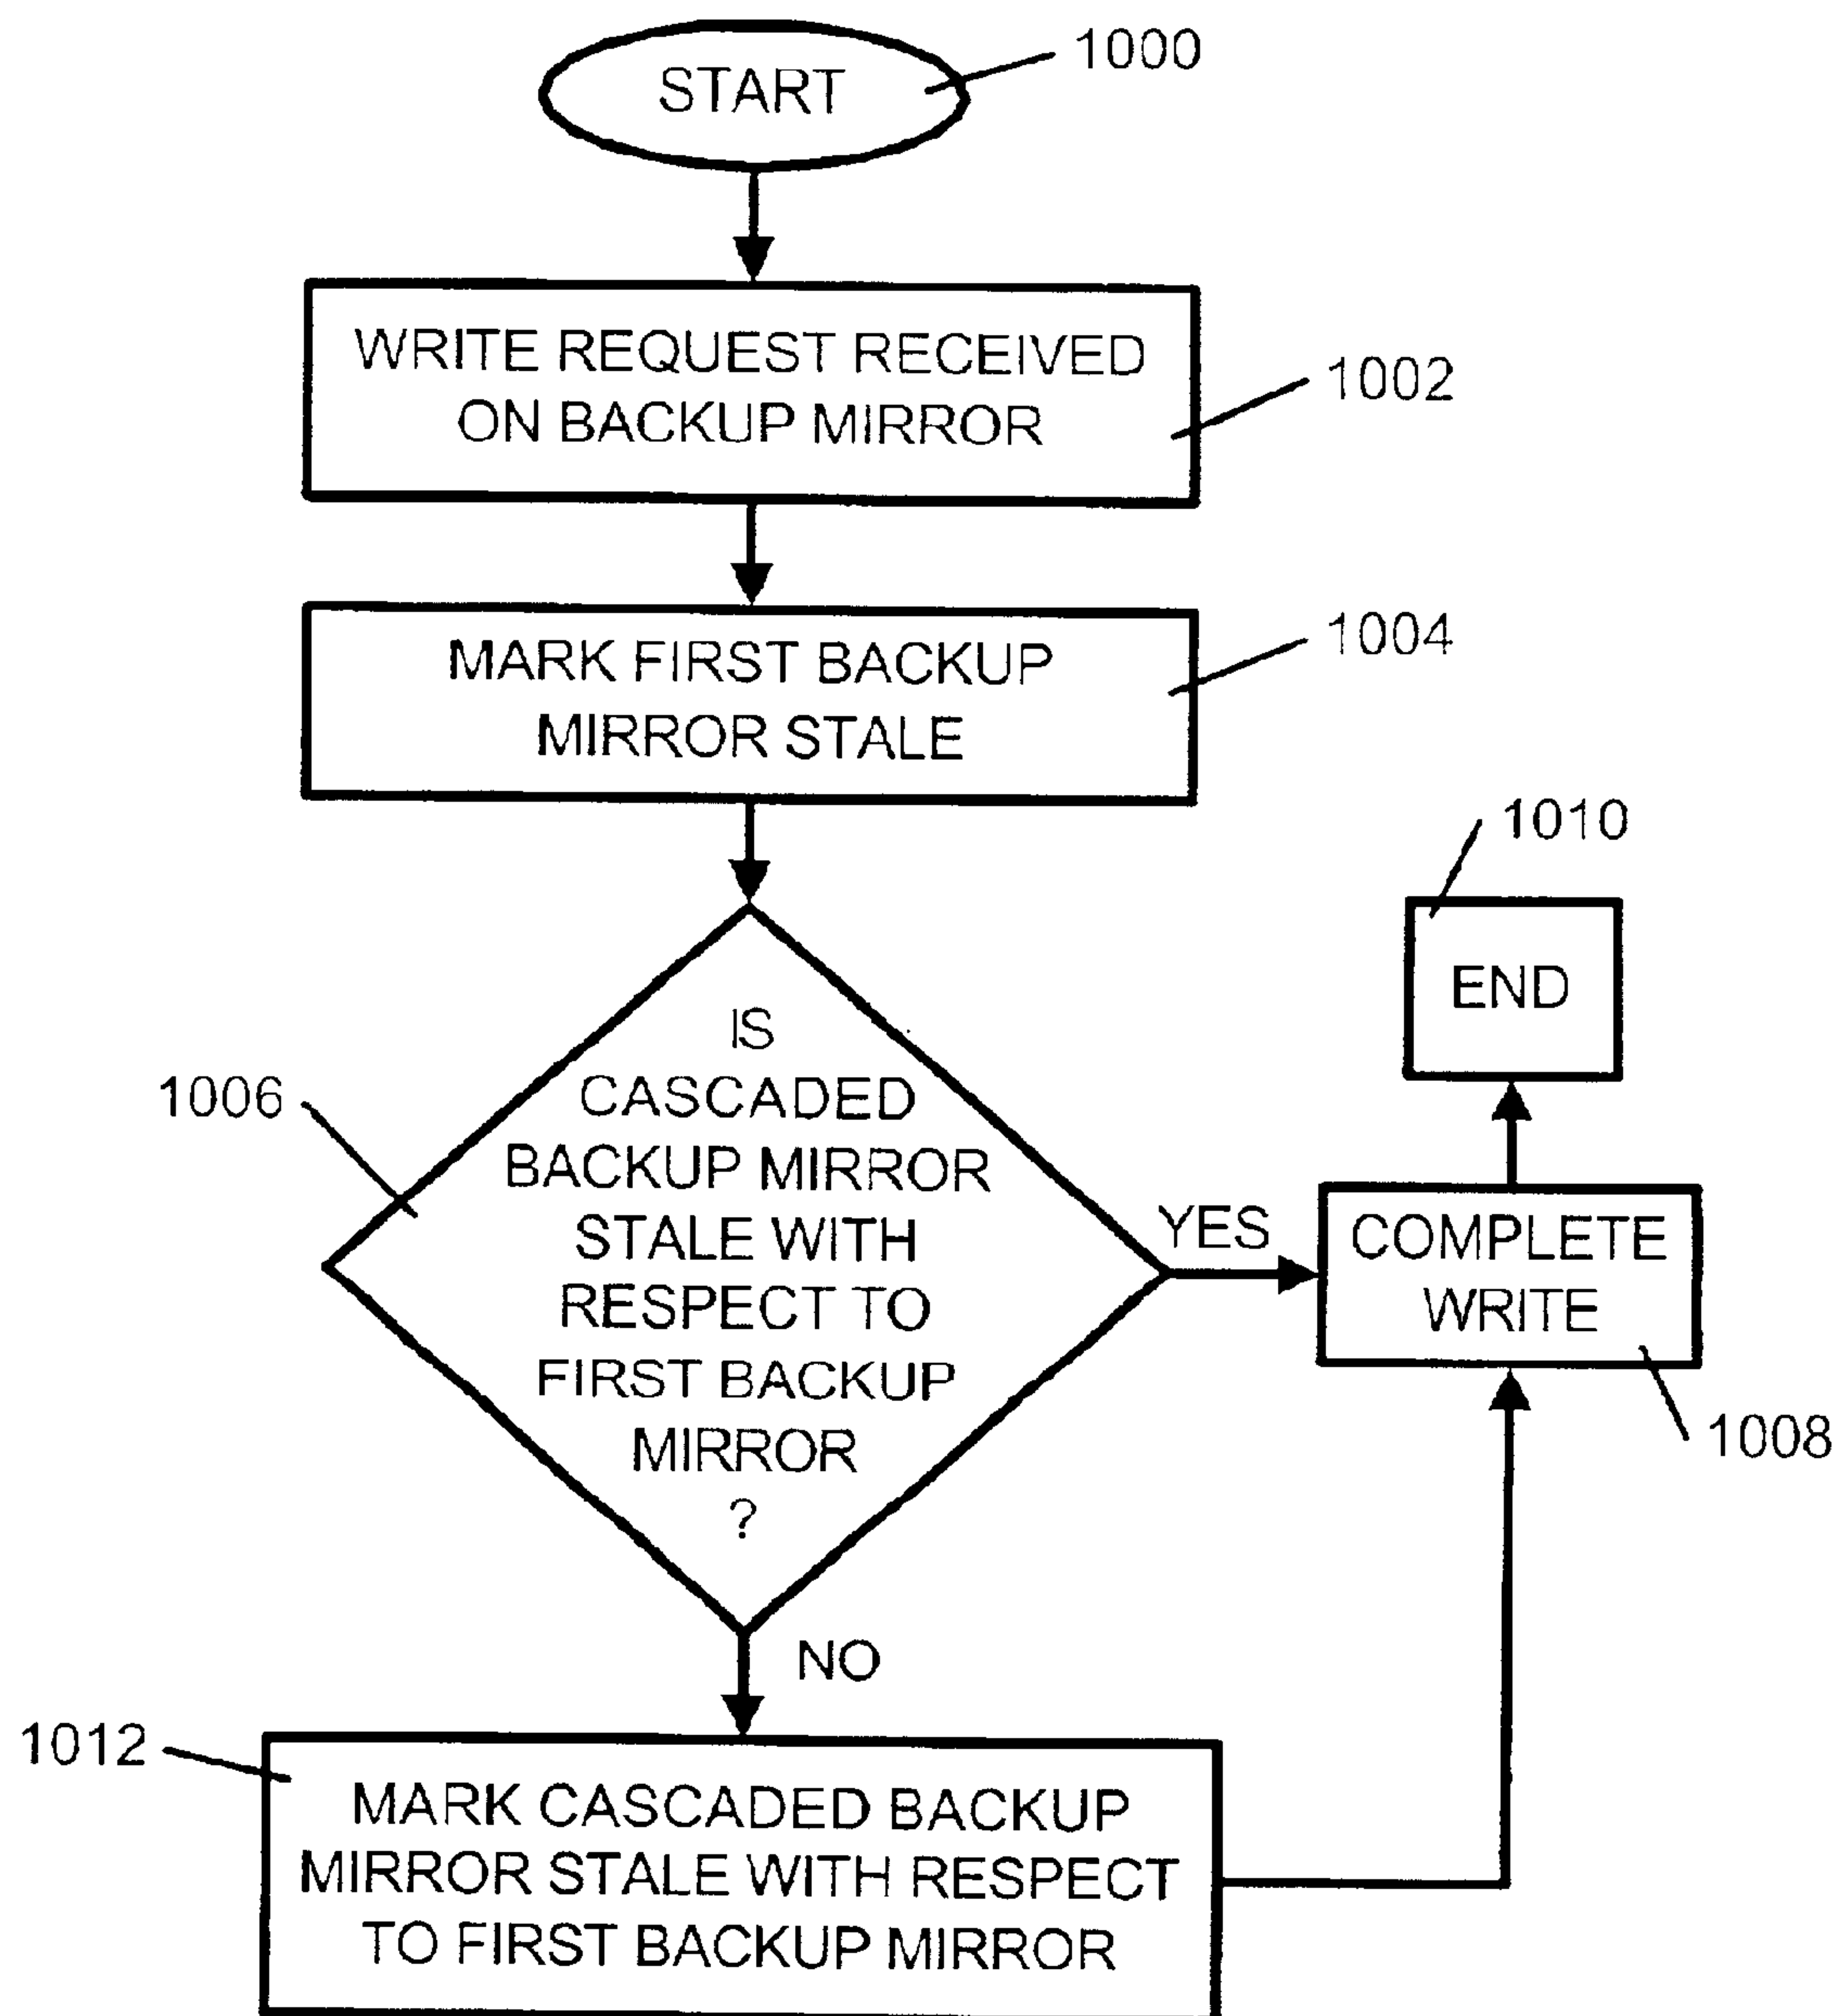 START
1000
WRITE REQUEST RECEIVED
ON BACKUP MIRROR
1002
MARK FIRST BACKUP
MIRROR STALE
1004
1006
IS
CASCADED
BACKUP MIRROR
STALE WITH
RESPECT TO
FIRST BACKUP
MIRROR
?
YES
NO
1010
END
COMPLETE
WRITE
1008
1012
MARK CASCADED BACKUP
MIRROR STALE WITH RESPECT
TO FIRST BACKUP MIRROR